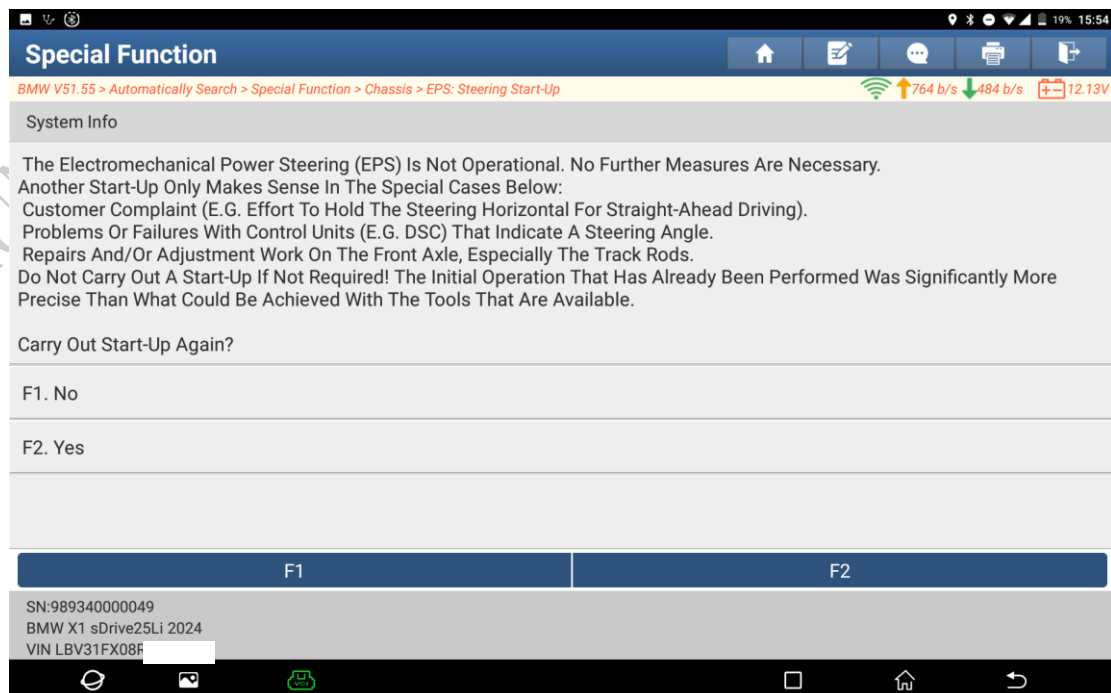 19% 15:54
Special Function
BMW V51.55 > Automatically Search > Special Function > Chassis > EPS: Steering Start-Up
764 b/s 484 b/s 12.13V
System Info
The Electromechanical Power Steering (EPS) Is Not Operational. No Further Measures Are Necessary.
Another Start-Up Only Makes Sense In The Special Cases Below:
Customer Complaint (E.G. Effort To Hold The Steering Horizontal For Straight-Ahead Driving).
Problems Or Failures With Control Units (E.G. DSC) That Indicate A Steering Angle.
Repairs And/Or Adjustment Work On The Front Axle, Especially The Track Rods.
Do Not Carry Out A Start-Up If Not Required! The Initial Operation That Has Already Been Performed Was Significantly More
Precise Than What Could Be Achieved With The Tools That Are Available.
Carry Out Start-Up Again?
F1. No
F2. Yes
F1
F2
SN:989340000049
BMW X1 sDrive25Li 2024
VIN LBV31FX08
VCI